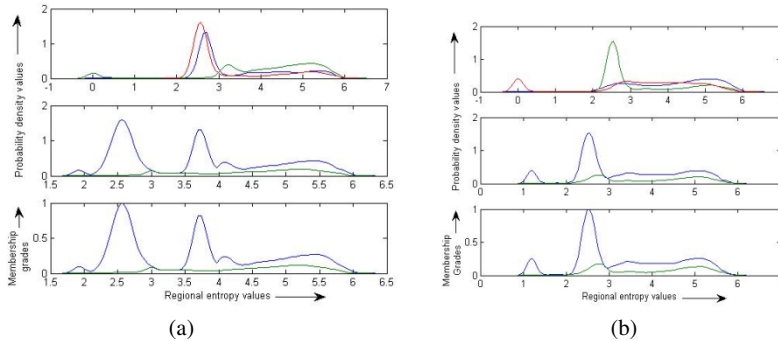 2
1
0
-1 0 1 2 3 4 5 6 7
2
1
0
1.5 2 2.5 3 3.5 4 4.5 5 5.5 6 6.5
1
0.5
0
1.5 2 2.5 3 3.5 4 4.5 5 5.5 6 6.5
Probability density values
Membership
grades
Regional entropy values
(a)
2
1
0
-1 0 1 2 3 4 5 6
2
1
0
0 1 2 3 4 5 6
1
0.5
0
0 1 2 3 4 5 6
Probability density values
Membership
Grades
Regional entropy values
(b)